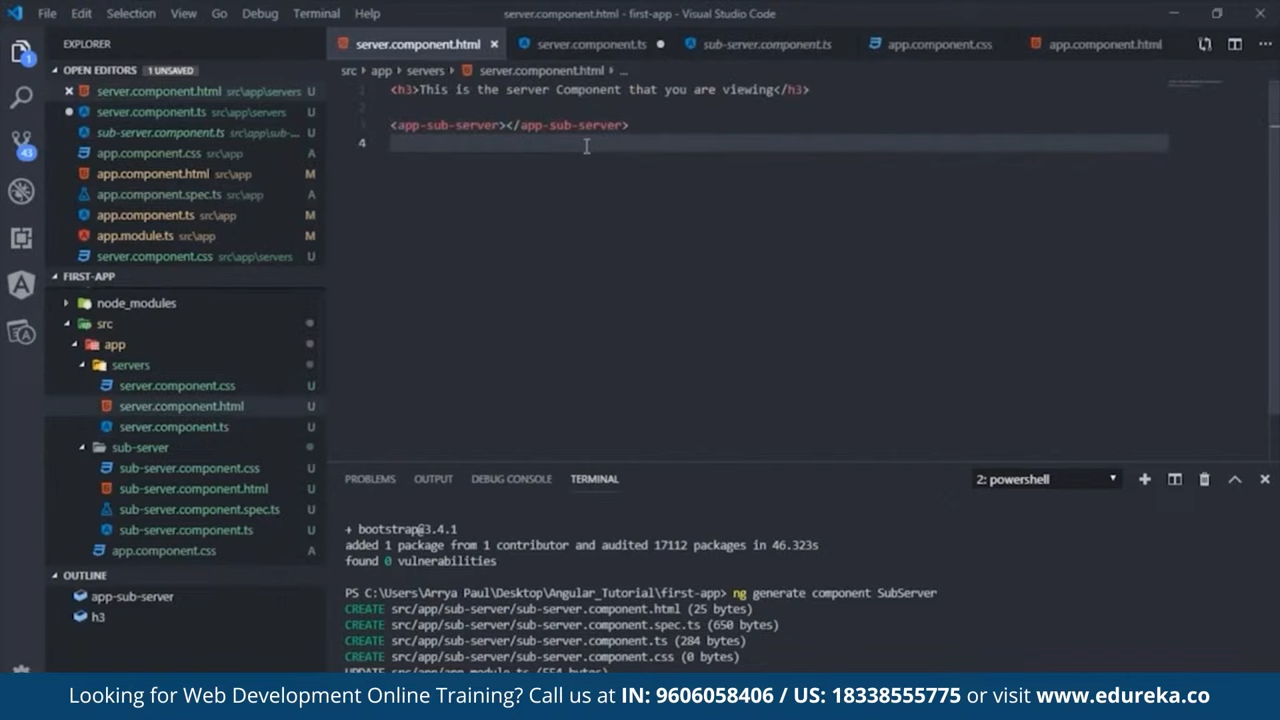 File Edit Selection View Go Debug Terminal Help
server.component.html - first-app - Visual Studio Code
EXPLORER
server.component.html
server.component.ts
sub-server.component.ts
app.component.css
app.component.html
OPEN EDITORS 1 UNSAVED
server.component.html src\app\servers U
server.component.ts src\app\servers U
sub-server.component.ts src\app\sub-... U
app.component.css src\app A
app.component.html src\app M
app.component.spec.ts src\app A
app.component.ts src\app M
app.module.ts src\app M
server.component.css src\app\servers U
FIRST-APP
node_modules
src
app
servers
server.component.css U
server.component.html U
server.component.ts U
sub-server
sub-server.component.css U
sub-server.component.html U
sub-server.component.spec.ts U
sub-server.component.ts U
app.component.css A
OUTLINE
app-sub-server
h3
1
43
src > app > servers > server.component.html > ...
1 <h3>This is the server Component that you are viewing</h3>
2
3 <app-sub-server></app-sub-server>
4
PROBLEMS OUTPUT DEBUG CONSOLE TERMINAL
2: powershell
+ bootstrap@3.4.1
added 1 package from 1 contributor and audited 17112 packages in 46.323s
found 0 vulnerabilities
PS C:\Users\Arrya Paul\Desktop\Angular_Tutorial\first-app> ng generate component SubServer
CREATE src/app/sub-server/sub-server.component.html (25 bytes)
CREATE src/app/sub-server/sub-server.component.spec.ts (650 bytes)
CREATE src/app/sub-server/sub-server.component.ts (284 bytes)
CREATE src/app/sub-server/sub-server.component.css (0 bytes)
Looking for Web Development Online Training? Call us at IN: 9606058406 / US: 18338555775 or visit www.edureka.co